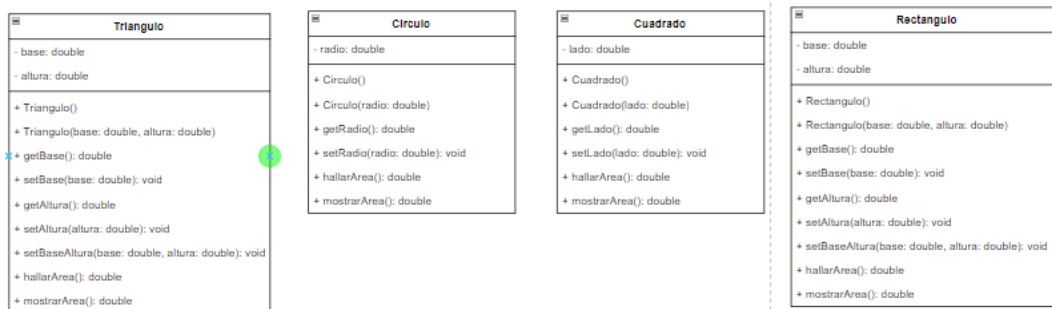 Triangulo
- base: double
- altura: double
+ Triangulo()
+ Triangulo(base: double, altura: double)
+ getBase(): double
+ setBase(base: double): void
+ getAltura(): double
+ setAltura(altura: double): void
+ setBaseAltura(base: double, altura: double): void
+ hallarArea(): double
+ mostrarArea(): double
Circulo
- radio: double
+ Circulo()
+ Circulo(radio: double)
+ getRadio(): double
+ setRadio(radio: double): void
+ hallarArea(): double
+ mostrarArea(): double
Cuadrado
- lado: double
+ Cuadrado()
+ Cuadrado(lado: double)
+ getLado(): double
+ setLado(lado: double): void
+ hallarArea(): double
+ mostrarArea(): double
Rectangulo
- base: double
- altura: double
+ Rectangulo()
+ Rectangulo(base: double, altura: double)
+ getBase(): double
+ setBase(base: double): void
+ getAltura(): double
+ setAltura(altura: double): void
+ setBaseAltura(base: double, altura: double): void
+ hallarArea(): double
+ mostrarArea(): double